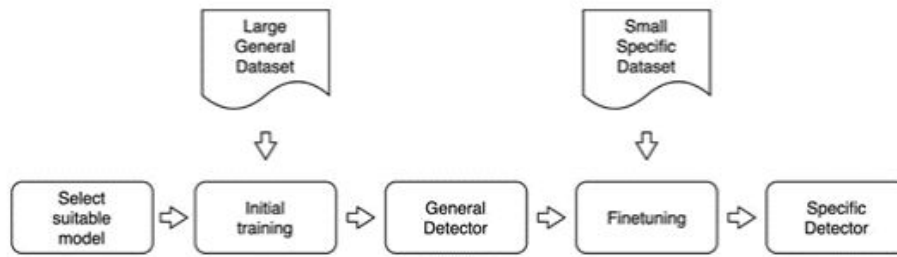 Large
General
Dataset
Small
Specific
Dataset
Select
suitable
model
Initial
training
General
Detector
Finetuning
Specific
Detector